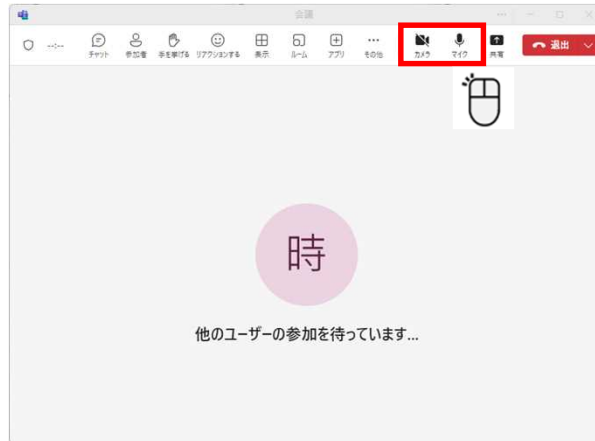 会議
--:--
チャット 参加者 手を挙げる リアクションする 表示 ルーム アプリ その他 カメラ マイク 共有 退出
時
他のユーザーの参加を待っています...